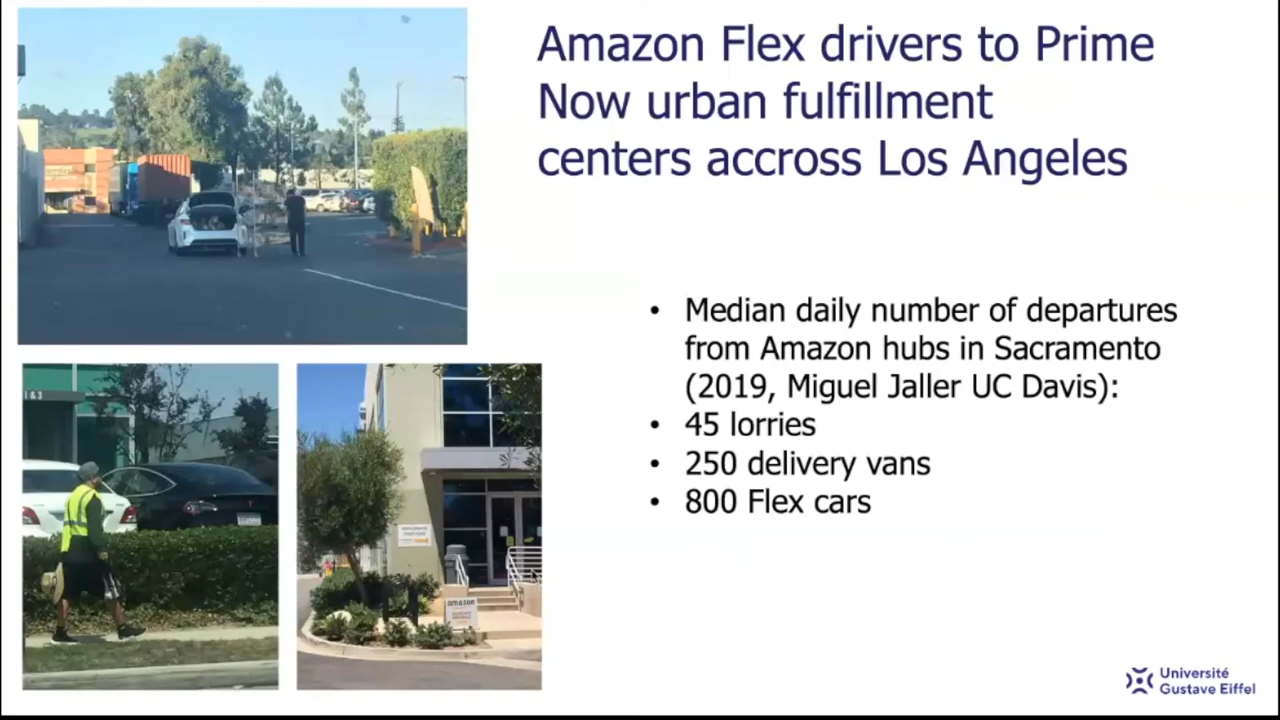 Amazon Flex drivers to Prime
Now urban fulfillment
centers accross Los Angeles
• Median daily number of departures
from Amazon hubs in Sacramento
(2019, Miguel Jaller UC Davis):
• 45 lorries
• 250 delivery vans
• 800 Flex cars
1 & 3
amazon
Université
Gustave Eiffel